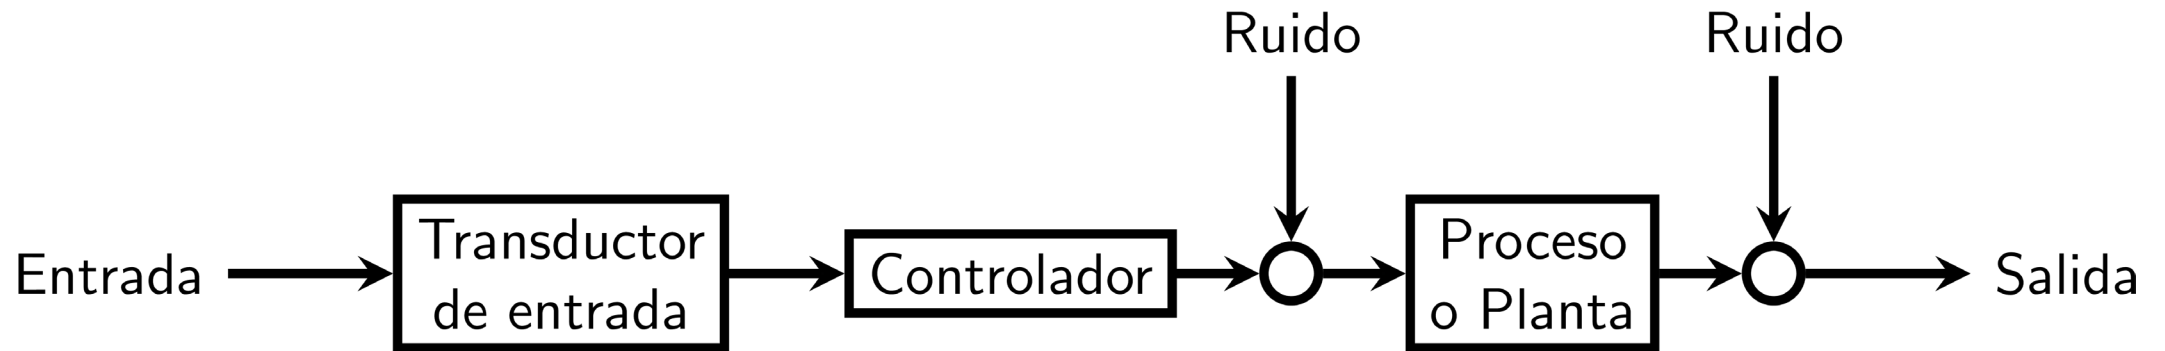 Ruido
Ruido
Entrada
Transductor
de entrada
Controlador
Proceso
o Planta
Salida